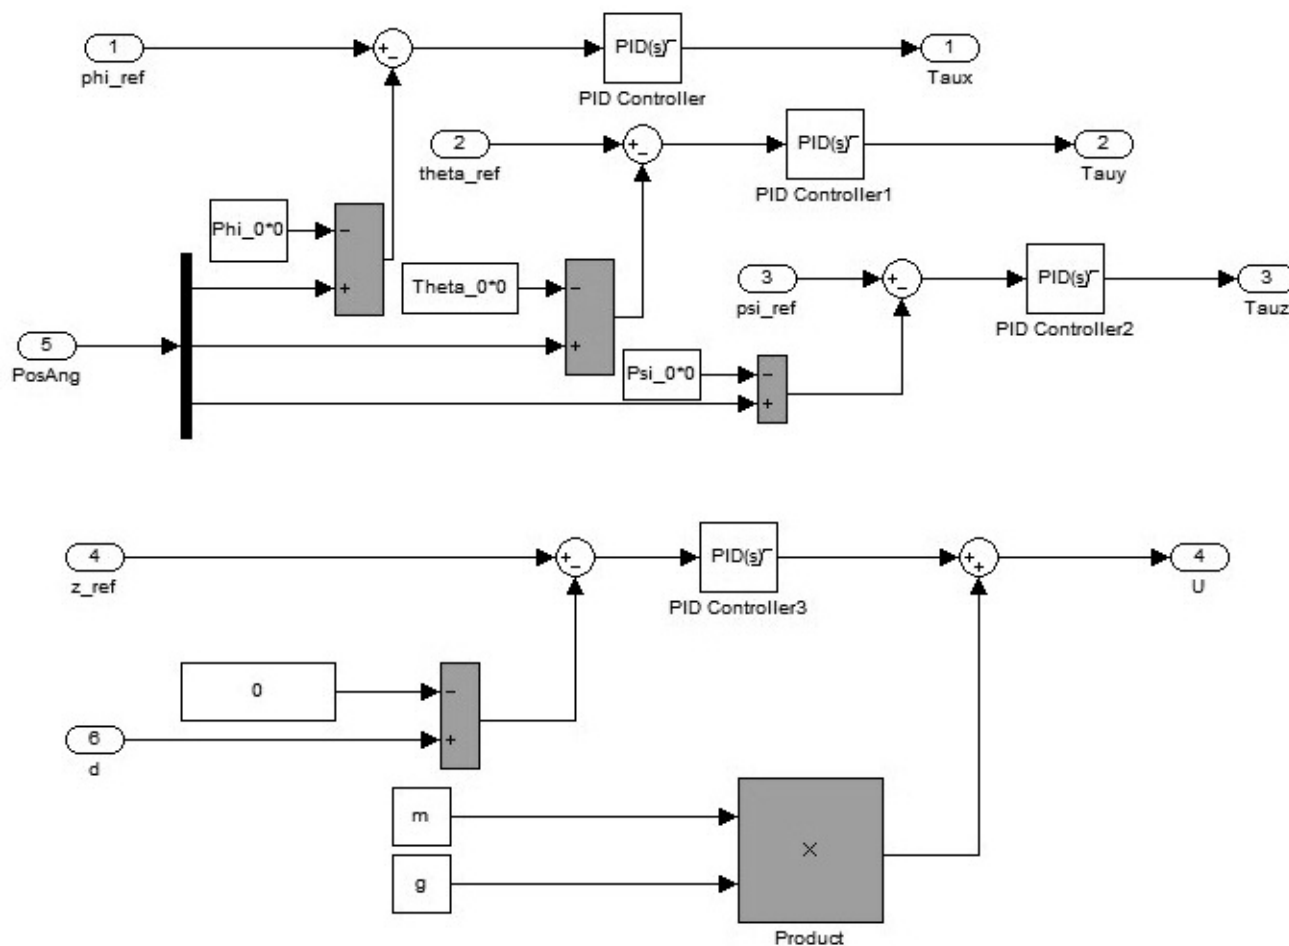 1
phi_ref
+
−
PID(s)
PID Controller
1
Taux
2
theta_ref
+
−
PID(s)
PID Controller1
2
Tauy
Phi_0*0
−
+
Theta_0*0
−
+
3
psi_ref
+
−
PID(s)
PID Controller2
3
Tauz
5
PosAng
Psi_0*0
−
+
4
z_ref
+
−
PID(s)
PID Controller3
+
+
4
U
0
−
+
6
d
m
g
×
Product